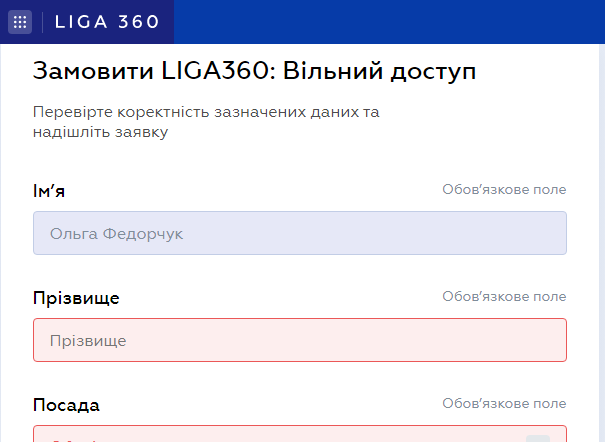 LIGA 360
Замовити LIGA360: Вільний доступ
Перевірте коректність зазначених даних та
надішліть заявку
Ім’я
Обов’язкове поле
Ольга Федорчук
Прізвище
Обов’язкове поле
Прізвище
Посада
Обов’язкове поле